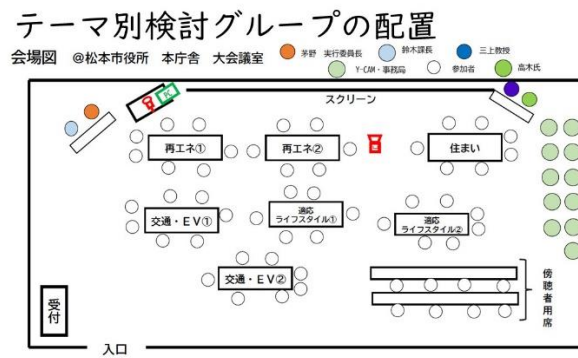 テーマ別検討グループの配置
会場図 @松本市役所 本庁舎 大会議室
茅野 実行委員長 鈴木課長 三上教授
Y-CAM・事務局 参加者 高木氏
スクリーン
再エネ① 再エネ② 住まい
交通・EV① 適応
ライフスタイル① 適応
ライフスタイル②
交通・EV②
傍聴者用席
受付
入口